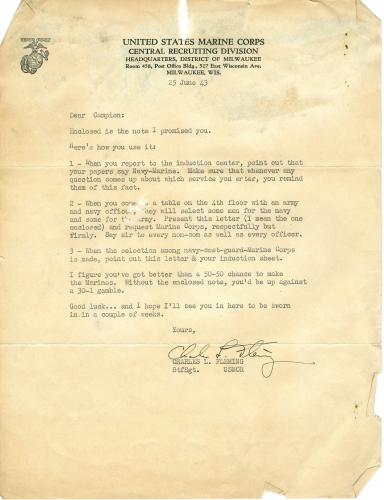 UNITED STATES MARINE CORPS
CENTRAL RECRUITING DIVISION
HEADQUARTERS, DISTRICT OF MILWAUKEE
Room 458, Post Office Bldg., 517 East Wisconsin Ave.
MILWAUKEE, WIS.
25 June 43
Dear Campion:
Enclosed is the note I promised you.
Here's how you use it:
1 - When you report to the induction center, point out that
your papers say Navy-Marine. Make sure that whenever any
question comes up about which service you enter, you remind
them of this fact.
2 - When you come to a table on the 4th floor with an army
and navy officer, they will select some men for the navy
and some for the army. Present this letter (I mean the one
enclosed) and request Marine Corps, respectfully but
firmly. Say sir to every non-com as well as every officer.
3 - When the selection among navy-cost-guard-Marine Corps
is made, point out this letter & your induction sheet.
I figure you've got better than a 50-50 chance to make
the Marines. Without the enclosed note, you'd be up against
a 30-1 gamble.
Good luck... and I hope I'll see you in here to be sworn
in in a couple of weeks.
Yours,
Charles L. Fleming
CHARLES L. FLEMING
StfSgt. USMCR